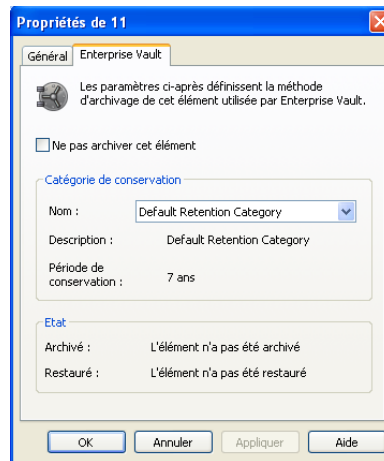 Propriétés de 11
Général
Enterprise Vault
Les paramètres ci-après définissent la méthode
d'archivage de cet élément utilisée par Enterprise Vault.
Ne pas archiver cet élément
Catégorie de conservation
Nom :
Default Retention Category
Description :
Default Retention Category
Période de
conservation :
7 ans
Etat
Archivé :
L'élément n'a pas été archivé
Restauré :
L'élément n'a pas été restauré
OK
Annuler
Appliquer
Aide